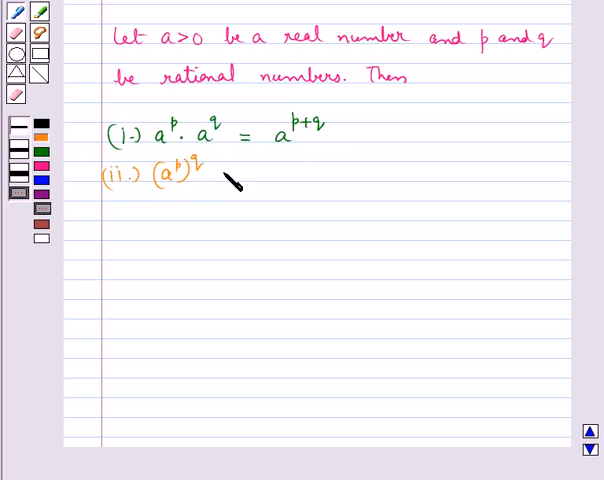 Let a>0 be a real number and p and q
be rational numbers. Then
(i.) a^p . a^q = a^{p+q}
(ii.) (a^p)^q